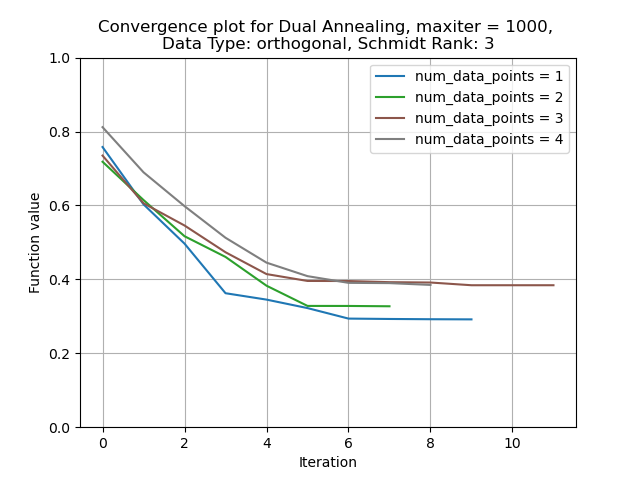 Convergence plot for Dual Annealing, maxiter = 1000,
Data Type: orthogonal, Schmidt Rank: 3
num_data_points = 1
num_data_points = 2
num_data_points = 3
num_data_points = 4
Function value
1.0
0.8
0.6
0.4
0.2
0.0
0 2 4 6 8 10
Iteration